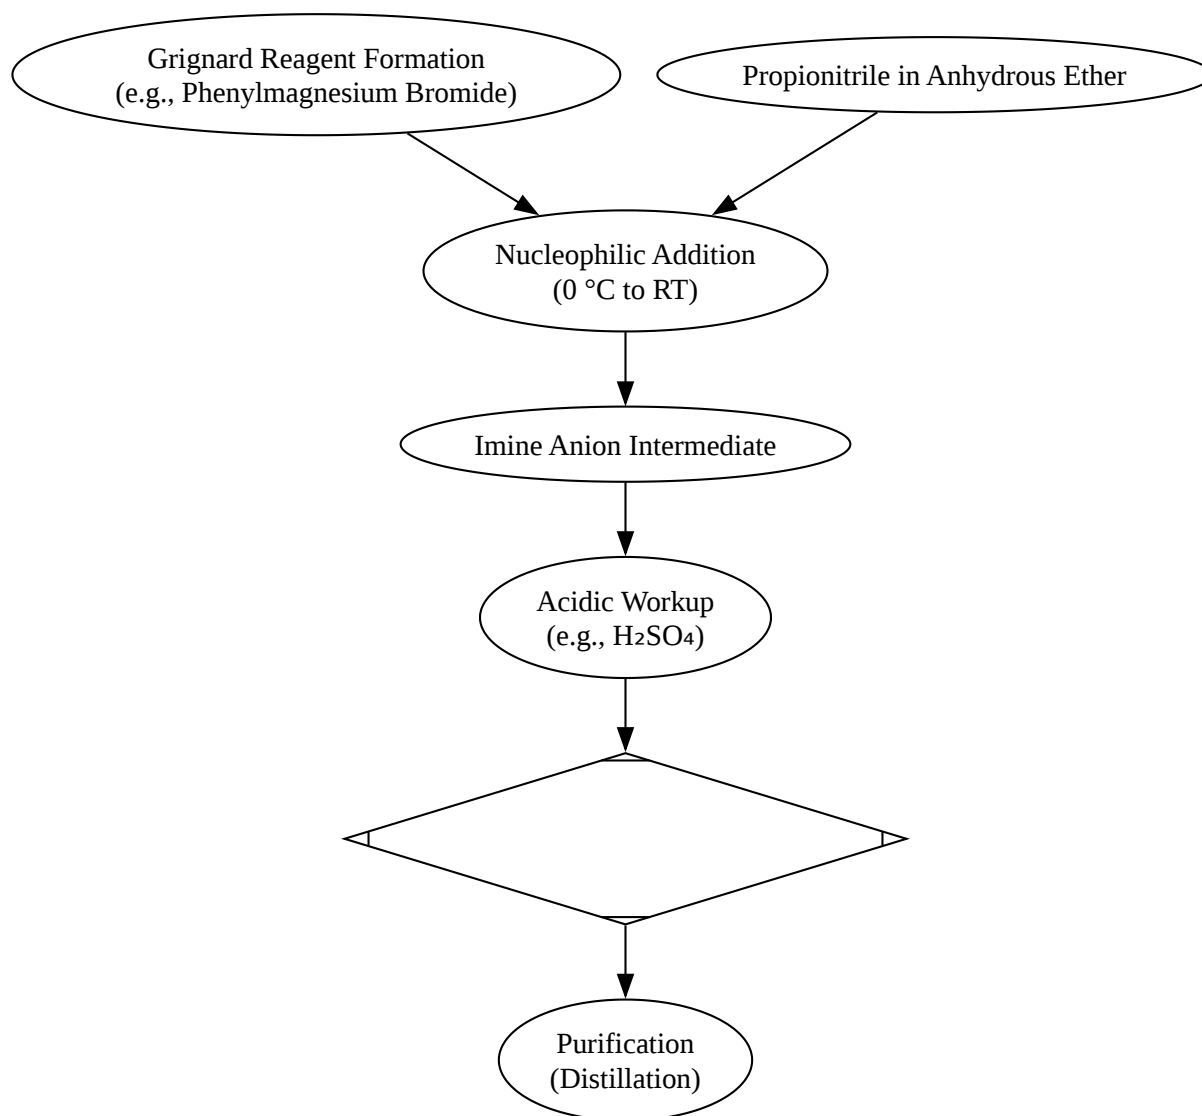 Grignard Reagent Formation
(e.g., Phenylmagnesium Bromide)
Propionitrile in Anhydrous Ether
Nucleophilic Addition
(0 °C to RT)
Imine Anion Intermediate
Acidic Workup
(e.g., H₂SO₄)
Purification
(Distillation)